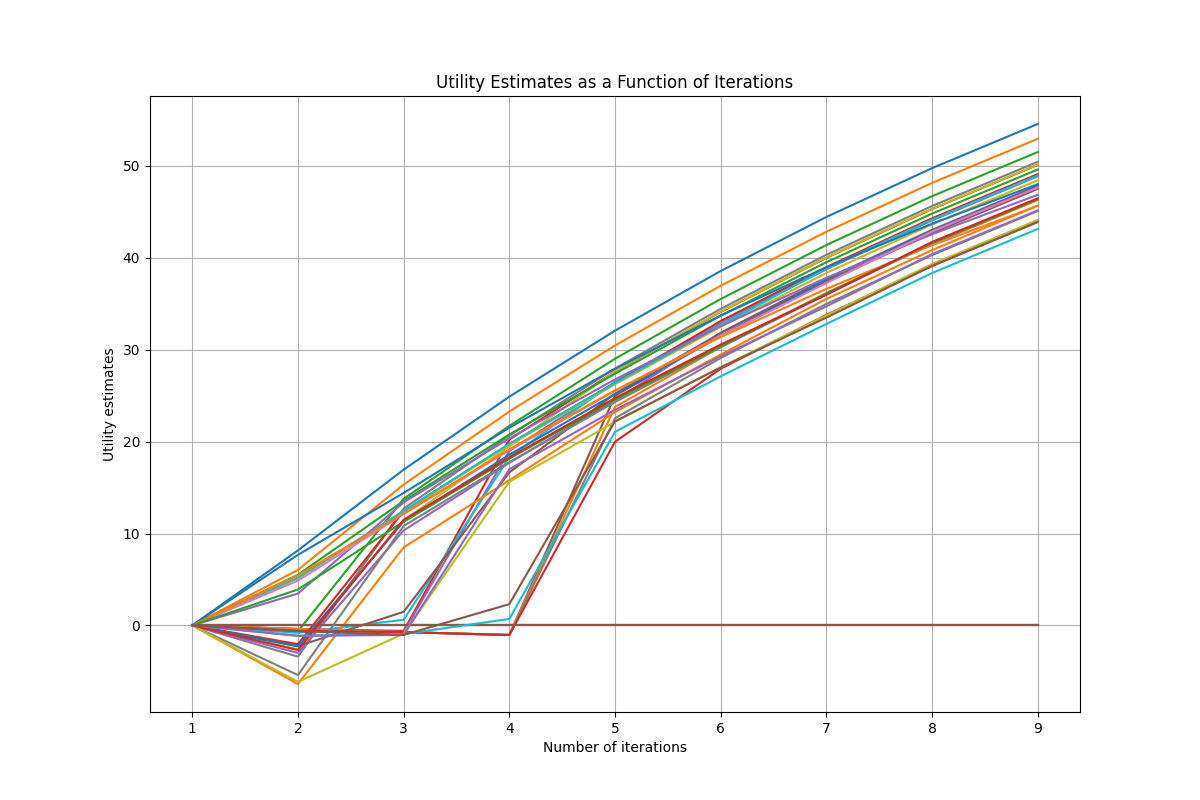 Utility Estimates as a Function of Iterations
50
40
30
20
10
0
Utility estimates
1 2 3 4 5 6 7 8 9
Number of iterations